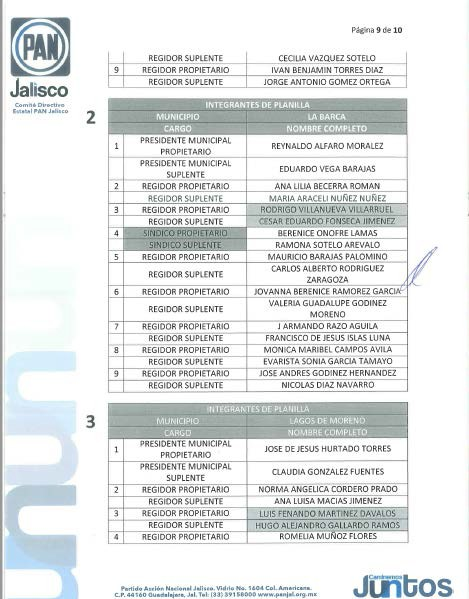 Página 9 de 10
PAN
Jalisco
Comité Directivo
Estatal PAN Jalisco
REGIDOR SUPLENTE CECILIA VAZQUEZ SOTELO
9 REGIDOR PROPIETARIO IVAN BENJAMIN TORRES DIAZ
REGIDOR SUPLENTE JORGE ANTONIO GOMEZ ORTEGA
2
INTEGRANTES DE PLANILLA
MUNICIPIO LA BARCA
CARGO NOMBRE COMPLETO
1 PRESIDENTE MUNICIPAL PROPIETARIO REYNALDO ALFARO MORALEZ
PRESIDENTE MUNICIPAL SUPLENTE EDUARDO VEGA BARAJAS
2 REGIDOR PROPIETARIO ANA LILIA BECERRA ROMAN
REGIDOR SUPLENTE MARIA ARACELI NUÑEZ NUÑEZ
3 REGIDOR PROPIETARIO RODRIGO VILLANUEVA VILLARRUEL
REGIDOR SUPLENTE CESAR EDUARDO FONSECA JIMENEZ
4 SINDICO PROPIETARIO BERENICE ONOFRE LAMAS
SINDICO SUPLENTE RAMONA SOTELO AREVALO
5 REGIDOR PROPIETARIO MAURICIO BARAJAS PALOMINO
REGIDOR SUPLENTE CARLOS ALBERTO RODRIGUEZ ZARAGOZA
6 REGIDOR PROPIETARIO JOVANNA BERENICE RAMOREZ GARCIA
REGIDOR SUPLENTE VALERIA GUADALUPE GODINEZ MORENO
7 REGIDOR PROPIETARIO J ARMANDO RAZO AGUILA
REGIDOR SUPLENTE FRANCISCO DE JESUS ISLAS LUNA
8 REGIDOR PROPIETARIO MONICA MARIBEL CAMPOS AVILA
REGIDOR SUPLENTE EVARISTA SONIA GARCIA TAMAYO
9 REGIDOR PROPIETARIO JOSE ANDRES GODINEZ HERNANDEZ
REGIDOR SUPLENTE NICOLAS DIAZ NAVARRO
3
INTEGRANTES DE PLANILLA
MUNICIPIO LAGOS DE MORENO
CARGO NOMBRE COMPLETO
1 PRESIDENTE MUNICIPAL PROPIETARIO JOSE DE JESUS HURTADO TORRES
PRESIDENTE MUNICIPAL SUPLENTE CLAUDIA GONZALEZ FUENTES
2 REGIDOR PROPIETARIO NORMA ANGELICA CORDERO PRADO
REGIDOR SUPLENTE ANA LUISA MACIAS JIMENEZ
3 REGIDOR PROPIETARIO LUIS FENANDO MARTINEZ DAVALOS
REGIDOR SUPLENTE HUGO ALEJANDRO GALLARDO RAMOS
4 REGIDOR PROPIETARIO ROMELIA MUÑOZ FLORES
Partido Acción Nacional Jalisco. Vidrio No. 1604 Col. Americana.
C.P. 44160 Guadalajara, Jal, Tel: (33) 39158000 www.panjal.org.mx
Caminemos
Juntos